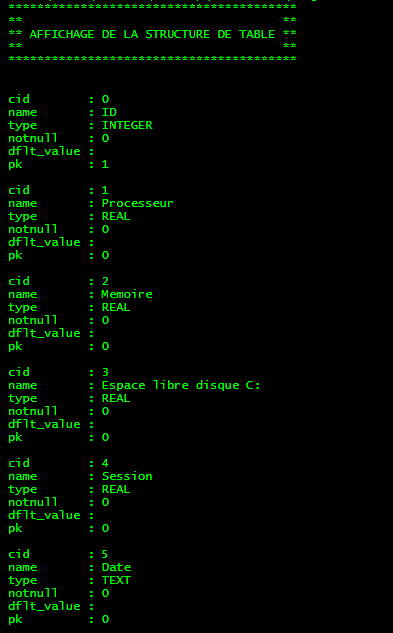 ****************************************
**                                    **
** AFFICHAGE DE LA STRUCTURE DE TABLE **
**                                    **
****************************************
cid        : 0
name       : ID
type       : INTEGER
notnull    : 0
dflt_value :
pk         : 1
cid        : 1
name       : Processeur
type       : REAL
notnull    : 0
dflt_value :
pk         : 0
cid        : 2
name       : Memoire
type       : REAL
notnull    : 0
dflt_value :
pk         : 0
cid        : 3
name       : Espace libre disque C:
type       : REAL
notnull    : 0
dflt_value :
pk         : 0
cid        : 4
name       : Session
type       : REAL
notnull    : 0
dflt_value :
pk         : 0
cid        : 5
name       : Date
type       : TEXT
notnull    : 0
dflt_value :
pk         : 0